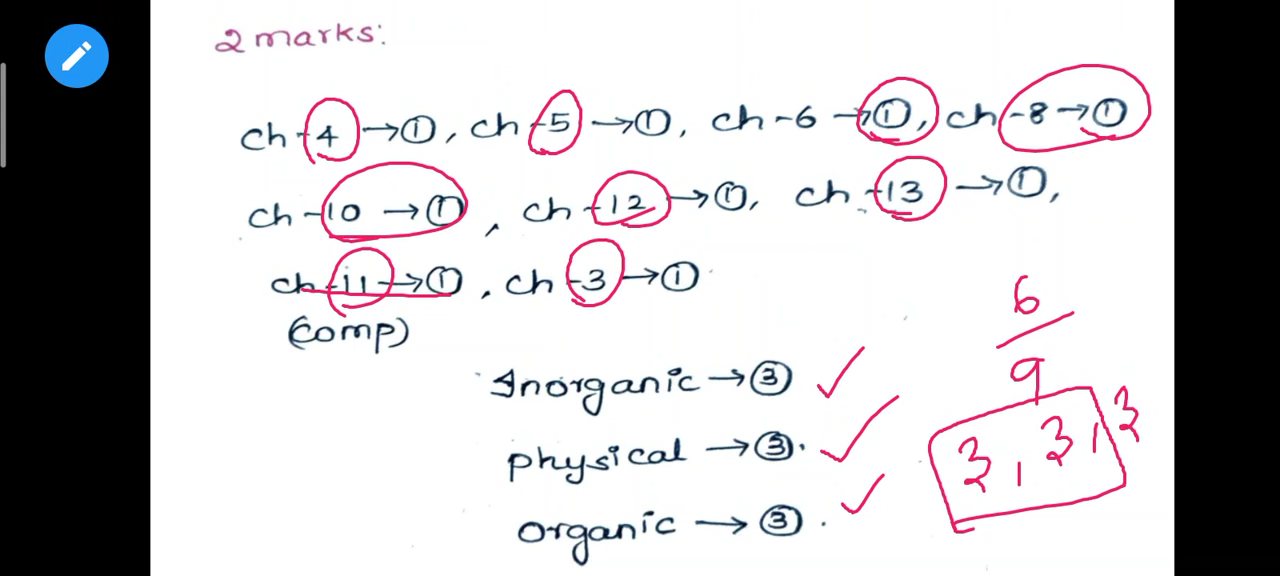 2 marks:
ch-4 →①, ch-5 →①, ch-6 →①, ch-8→①
ch-10 →①, ch-12→①, ch-13 →①,
ch-11→①, ch-3→①
(comp)
6
9
Inorganic→③
3, 3, 3
physical →③.
organic →③.